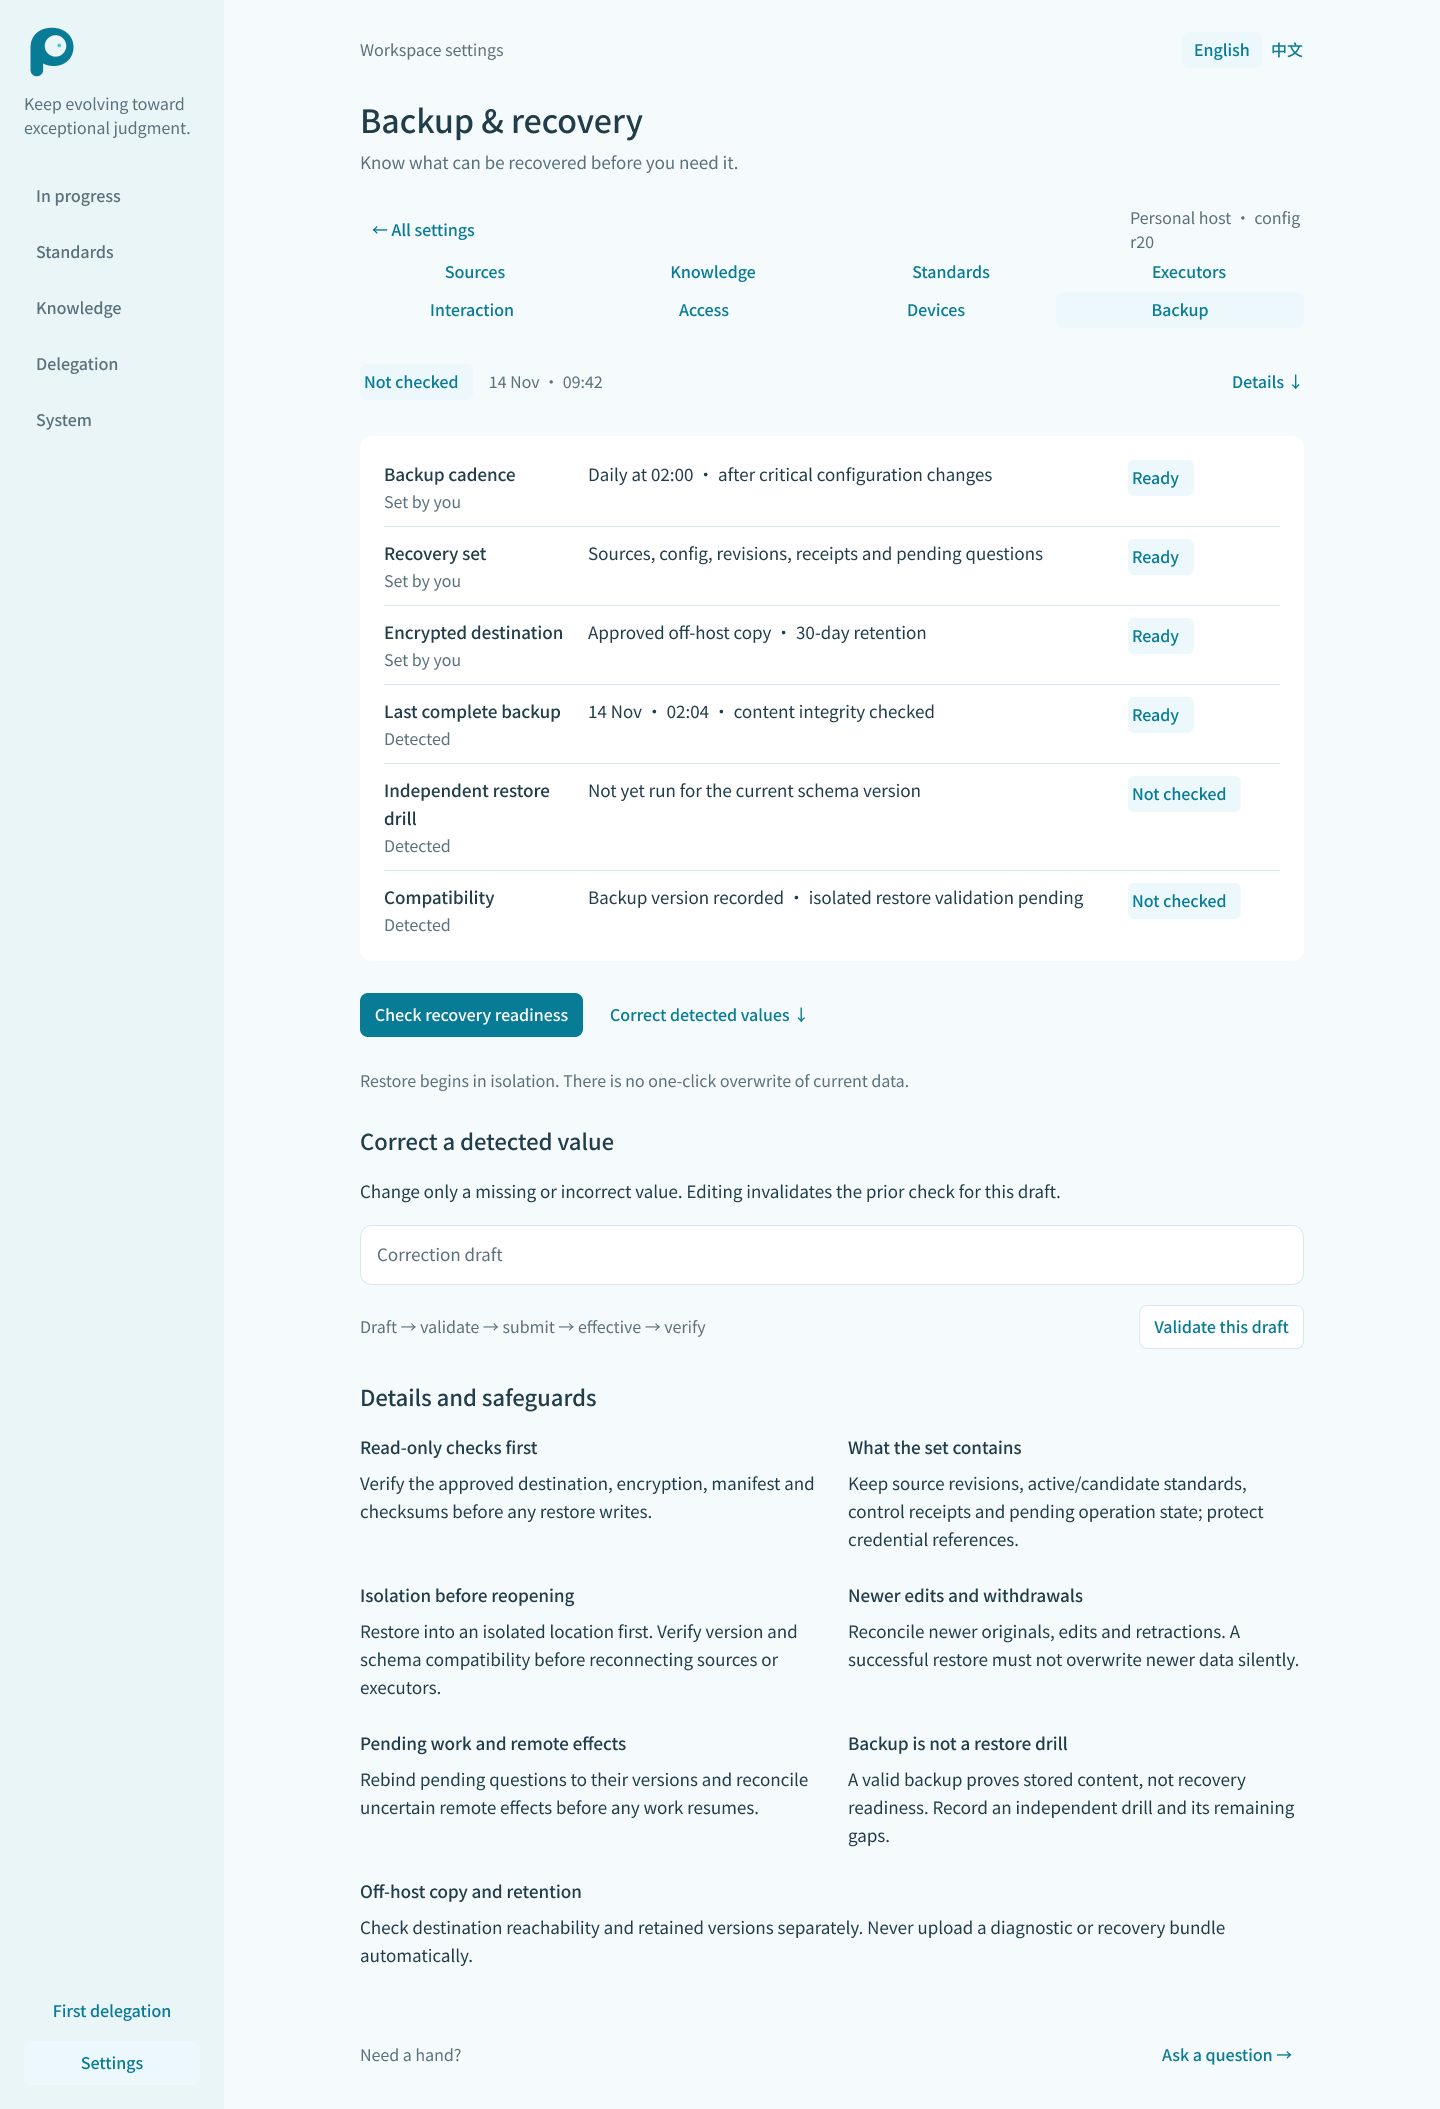 Keep evolving toward
exceptional judgment.
In progress
Standards
Knowledge
Delegation
System
First delegation
Settings
Workspace settings
English 中文
Backup & recovery
Know what can be recovered before you need it.
← All settings
Personal host · config
r20
Sources Knowledge Standards Executors
Interaction Access Devices Backup
Not checked 14 Nov · 09:42 Details ↓
Backup cadence Daily at 02:00 · after critical configuration changes Ready
Set by you
Recovery set Sources, config, revisions, receipts and pending questions Ready
Set by you
Encrypted destination Approved off-host copy · 30-day retention Ready
Set by you
Last complete backup 14 Nov · 02:04 · content integrity checked Ready
Detected
Independent restore Not yet run for the current schema version Not checked
drill
Detected
Compatibility Backup version recorded · isolated restore validation pending Not checked
Detected
Check recovery readiness Correct detected values ↓
Restore begins in isolation. There is no one-click overwrite of current data.
Correct a detected value
Change only a missing or incorrect value. Editing invalidates the prior check for this draft.
Correction draft
Draft → validate → submit → effective → verify Validate this draft
Details and safeguards
Read-only checks first
Verify the approved destination, encryption, manifest and
checksums before any restore writes.
What the set contains
Keep source revisions, active/candidate standards,
control receipts and pending operation state; protect
credential references.
Isolation before reopening
Restore into an isolated location first. Verify version and
schema compatibility before reconnecting sources or
executors.
Newer edits and withdrawals
Reconcile newer originals, edits and retractions. A
successful restore must not overwrite newer data silently.
Pending work and remote effects
Rebind pending questions to their versions and reconcile
uncertain remote effects before any work resumes.
Backup is not a restore drill
A valid backup proves stored content, not recovery
readiness. Record an independent drill and its remaining
gaps.
Off-host copy and retention
Check destination reachability and retained versions separately. Never upload a diagnostic or recovery bundle
automatically.
Need a hand? Ask a question →